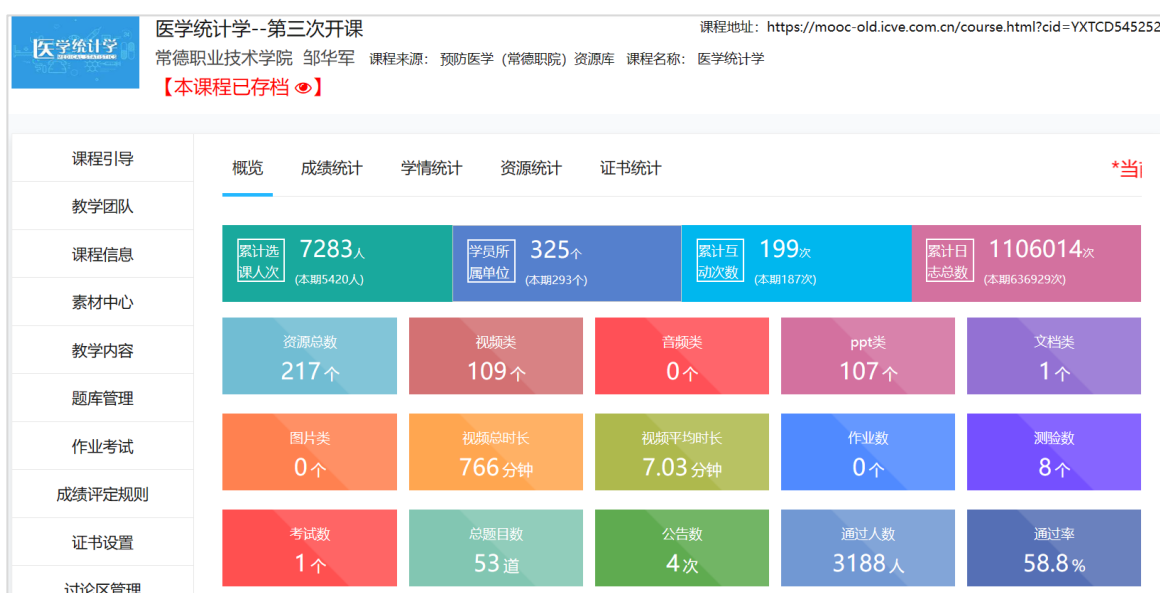 医学统计学
MEDICAL STATISTICS
医学统计学--第三次开课
课程地址：https://mooc-old.icve.com.cn/course.html?cid=YXTCD545252
常德职业技术学院 邹华军 课程来源：预防医学（常德职院）资源库 课程名称：医学统计学
【本课程已存档】
课程引导
教学团队
课程信息
素材中心
教学内容
题库管理
作业考试
成绩评定规则
证书设置
讨论区管理
概览 成绩统计 学情统计 资源统计 证书统计
*当前
累计选课人次 7283人
(本期5420人)
学员所属单位 325个
(本期293个)
累计互动次数 199次
(本期187次)
累计日志总数 1106014次
(本期636929次)
资源总数 视频类 音频类 ppt类 文档类
217个 109个 0个 107个 1个
图片类 视频总时长 视频平均时长 作业数 测验数
0个 766分钟 7.03分钟 0个 8个
考试数 总题目数 公告数 通过人数 通过率
1个 53道 4次 3188人 58.8%